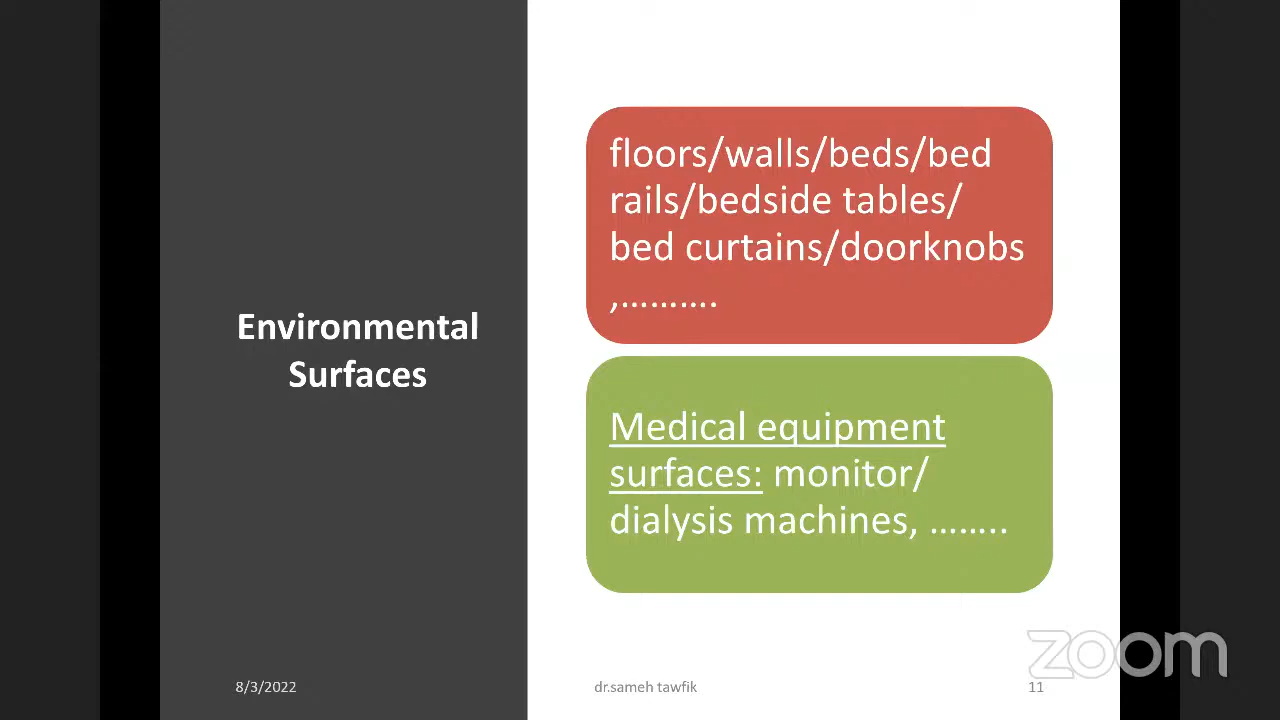 Environmental
Surfaces
floors/walls/beds/bed
rails/bedside tables/
bed curtains/doorknobs
,..........
Medical equipment
surfaces: monitor/
dialysis machines, ........
8/3/2022
dr.sameh tawfik
11
zoom